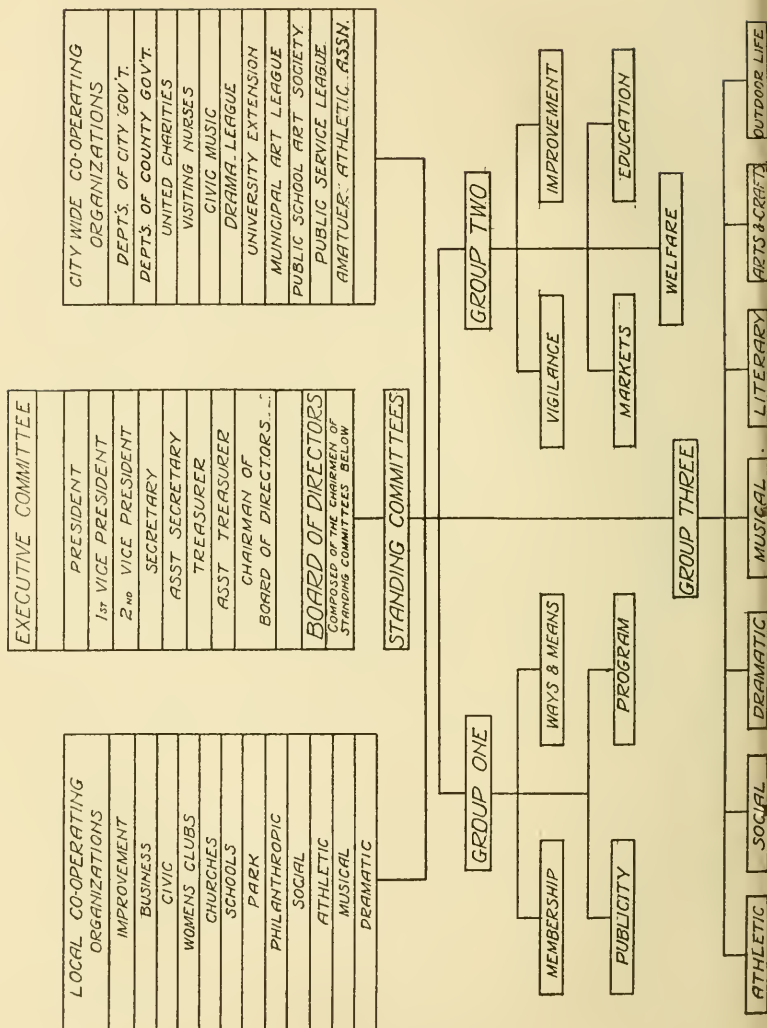 EXECUTIVE COMMITTEE
PRESIDENT
1ST VICE PRESIDENT
2ND VICE PRESIDENT
SECRETARY
ASST SECRETARY
TREASURER
ASST TREASURER
CHAIRMAN OF
BOARD OF DIRECTORS
BOARD OF DIRECTORS
COMPOSED OF THE CHAIRMEN OF
STANDING COMMITTEES BELOW
STANDING COMMITTEES
LOCAL CO-OPERATING
ORGANIZATIONS
IMPROVEMENT
BUSINESS
CIVIC
WOMENS CLUBS
CHURCHES
SCHOOLS
PARK
PHILANTHROPIC
SOCIAL
ATHLETIC
MUSICAL
DRAMATIC
CITY WIDE CO-OPERATING
ORGANIZATIONS
DEPT'S. OF CITY GOV'T.
DEPT'S. OF COUNTY GOV'T.
UNITED CHARITIES
VISITING NURSES
CIVIC MUSIC
DRAMA LEAGUE
UNIVERSITY EXTENSION
MUNICIPAL ART LEAGUE
PUBLIC SCHOOL ART SOCIETY.
PUBLIC SERVICE LEAGUE
AMATUER ATHLETIC ASSN.
GROUP ONE
MEMBERSHIP
WAYS & MEANS
PUBLICITY
PROGRAM
GROUP TWO
VIGILANCE
IMPROVEMENT
MARKETS
EDUCATION
WELFARE
GROUP THREE
ATHLETIC
SOCIAL
DRAMATIC
MUSICAL
LITERARY
ARTS & CRAFTS
OUTDOOR LIFE